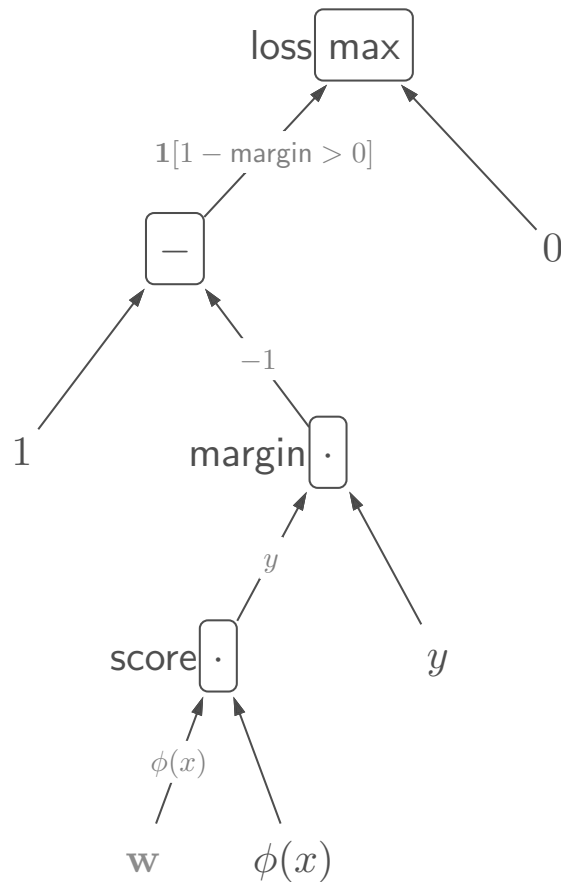 loss max
1[1 − margin > 0]
−
0
−1
1
margin ·
y
score ·
y
ϕ(x)
w
ϕ(x)